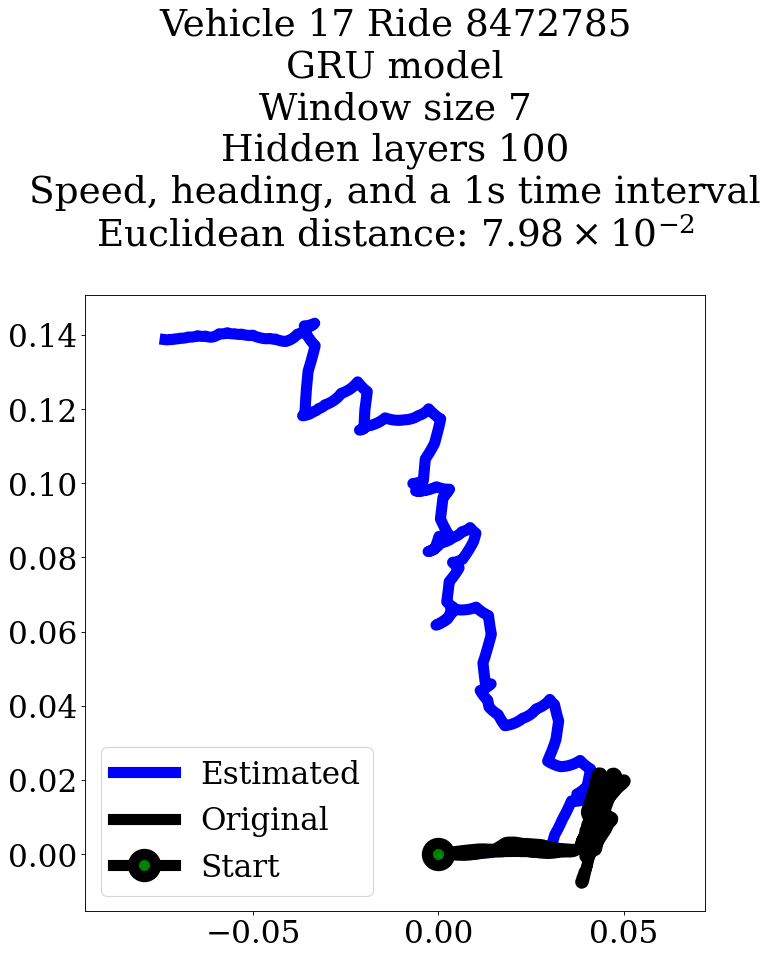 Vehicle 17 Ride 8472785
GRU model
Window size 7
Hidden layers 100
Speed, heading, and a 1s time interval
Euclidean distance: 7.98 × 10⁻²
0.14
0.12
0.10
0.08
0.06
0.04
0.02
0.00
Estimated
Original
Start
−0.05 0.00 0.05